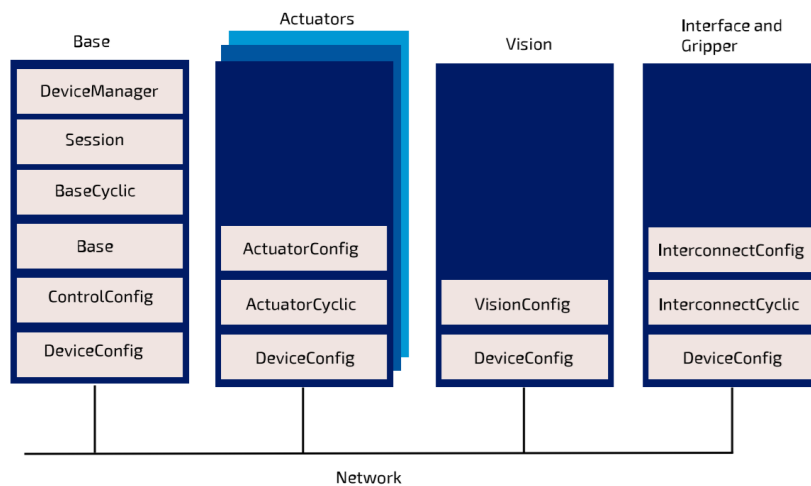 Base
DeviceManager
Session
BaseCyclic
Base
ControlConfig
DeviceConfig
Actuators
ActuatorConfig
ActuatorCyclic
DeviceConfig
Vision
VisionConfig
DeviceConfig
Interface and
Gripper
InterconnectConfig
InterconnectCyclic
DeviceConfig
Network